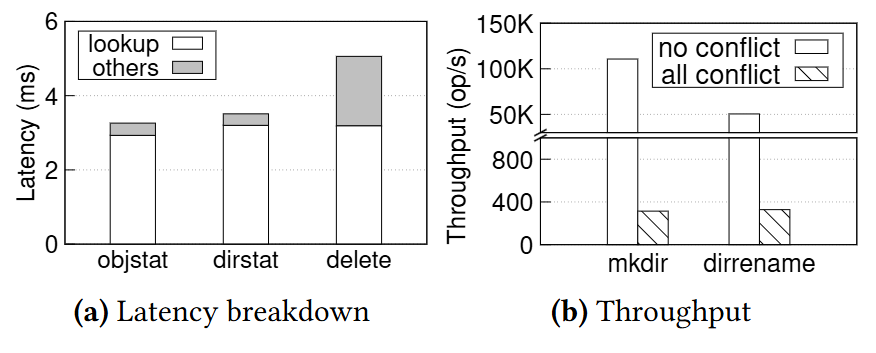 6
4
2
0
Latency (ms)
lookup
others
objstat
dirstat
delete
(a) Latency breakdown
150K
100K
50K
800
400
0
Throughput (op/s)
no conflict
all conflict
mkdir
dirrename
(b) Throughput